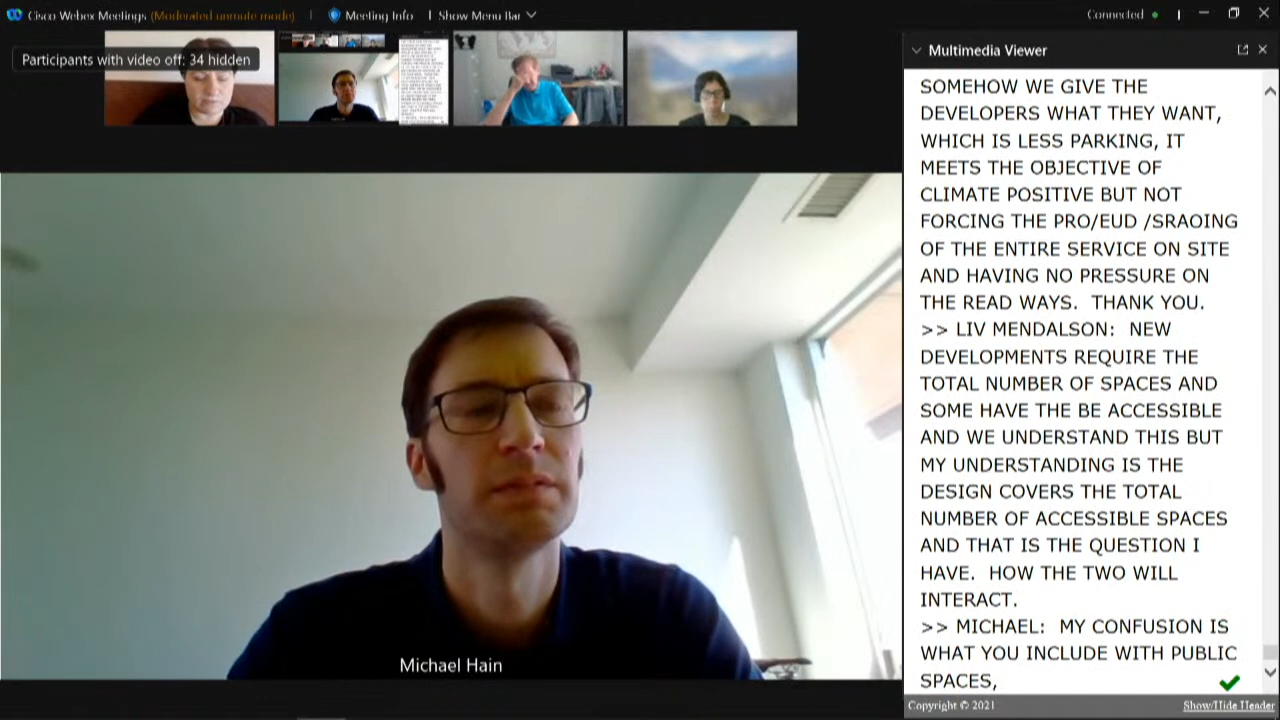 Cisco Webex Meetings (Moderated unmute mode) | Meeting Info | Show Menu Bar
Connected
Participants with video off: 34 hidden
Michael Hain
Multimedia Viewer
SOMEHOW WE GIVE THE
DEVELOPERS WHAT THEY WANT,
WHICH IS LESS PARKING, IT
MEETS THE OBJECTIVE OF
CLIMATE POSITIVE BUT NOT
FORCING THE PRO/EUD /SRAOING
OF THE ENTIRE SERVICE ON SITE
AND HAVING NO PRESSURE ON
THE READ WAYS. THANK YOU.
>> LIV MENDALSON: NEW
DEVELOPMENTS REQUIRE THE
TOTAL NUMBER OF SPACES AND
SOME HAVE THE BE ACCESSIBLE
AND WE UNDERSTAND THIS BUT
MY UNDERSTANDING IS THE
DESIGN COVERS THE TOTAL
NUMBER OF ACCESSIBLE SPACES
AND THAT IS THE QUESTION I
HAVE. HOW THE TWO WILL
INTERACT.
>> MICHAEL: MY CONFUSION IS
WHAT YOU INCLUDE WITH PUBLIC
SPACES,
Copyright © 2021
Show/Hide Header